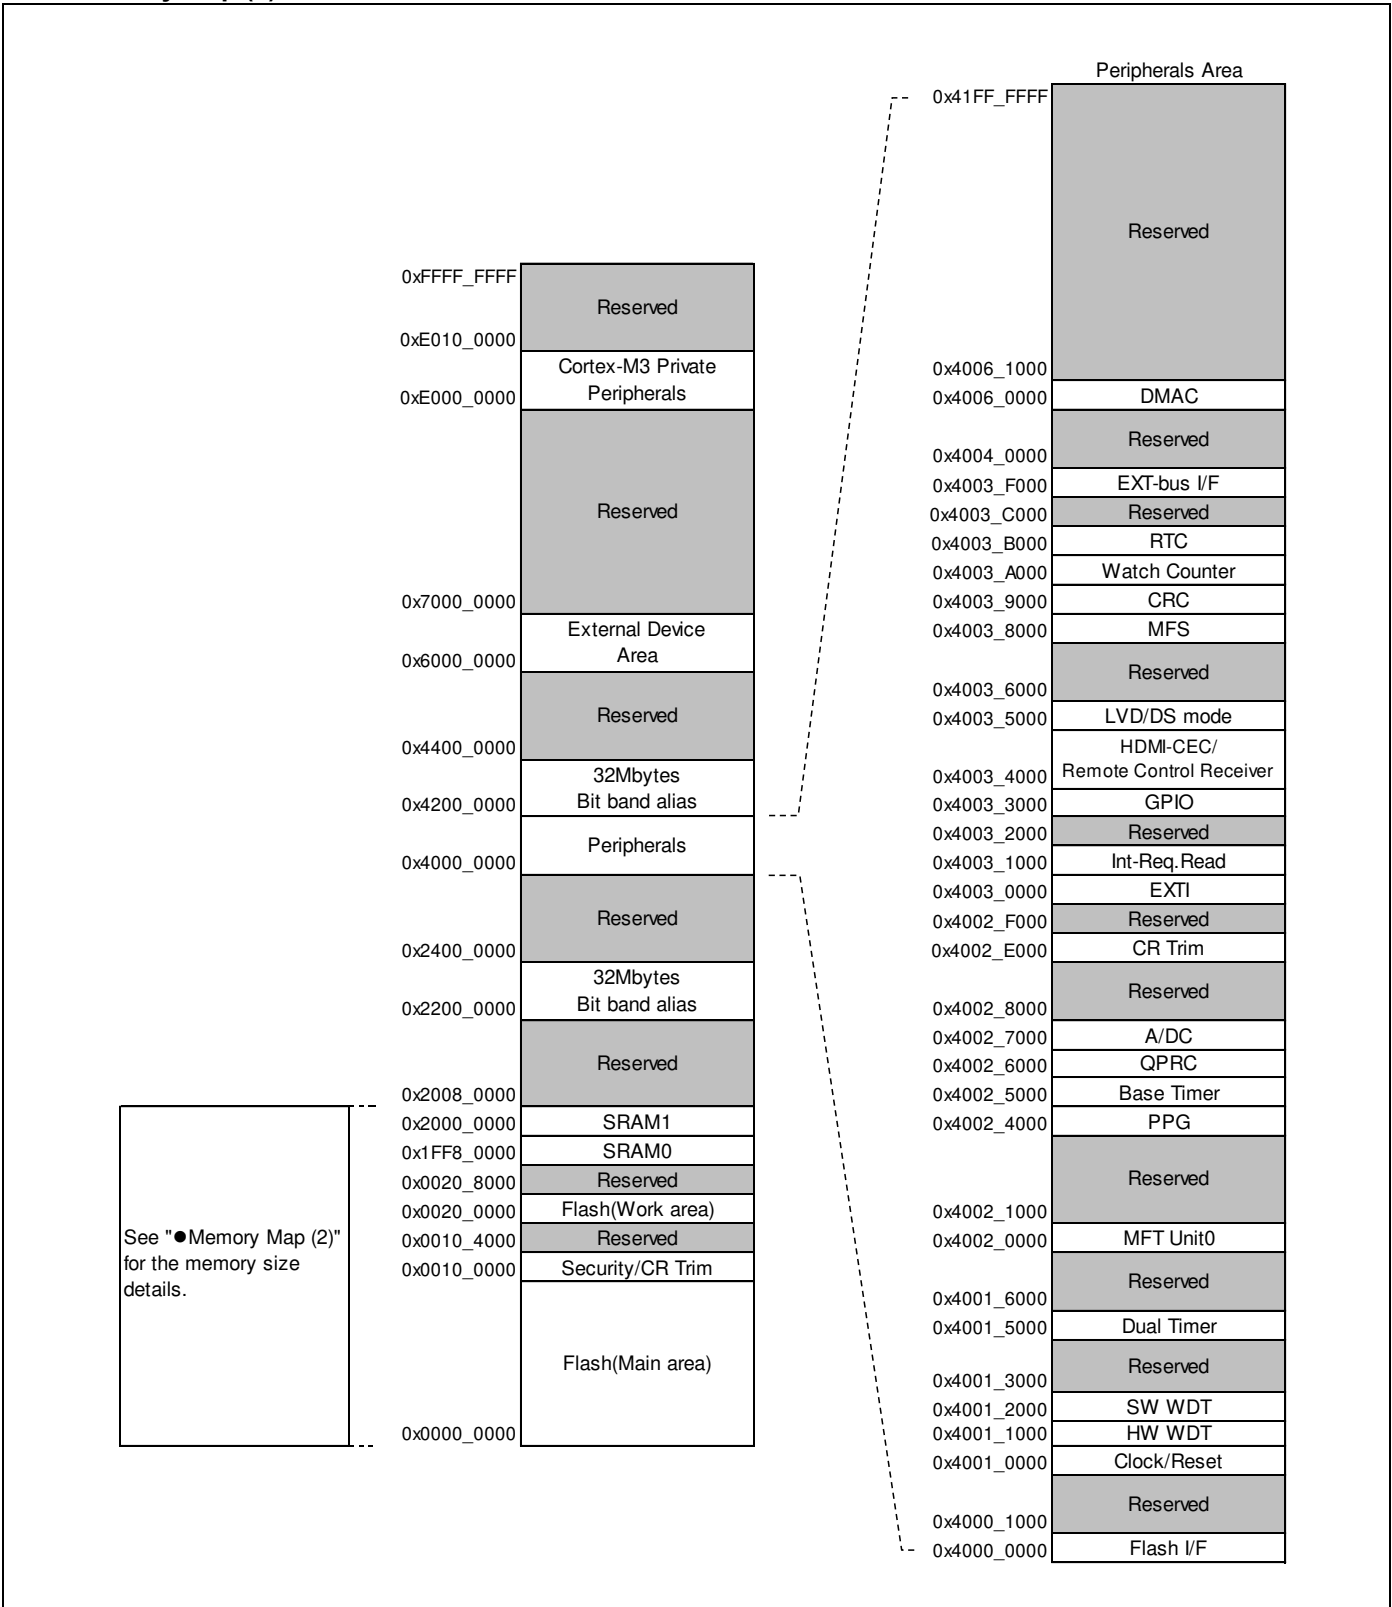 Peripherals Area
0x41FF_FFFF
Reserved
0x4006_1000
0x4006_0000 DMAC
Reserved
0x4004_0000
0x4003_F000 EXT-bus I/F
0x4003_C000 Reserved
0x4003_B000 RTC
0x4003_A000 Watch Counter
0x4003_9000 CRC
0x4003_8000 MFS
Reserved
0x4003_6000
0x4003_5000 LVD/DS mode
HDMI-CEC/
0x4003_4000 Remote Control Receiver
0x4003_3000 GPIO
0x4003_2000 Reserved
0x4003_1000 Int-Req.Read
0x4003_0000 EXTI
0x4002_F000 Reserved
0x4002_E000 CR Trim
Reserved
0x4002_8000
0x4002_7000 A/DC
0x4002_6000 QPRC
0x4002_5000 Base Timer
0x4002_4000 PPG
Reserved
0x4002_1000
0x4002_0000 MFT Unit0
Reserved
0x4001_6000
0x4001_5000 Dual Timer
Reserved
0x4001_3000
0x4001_2000 SW WDT
0x4001_1000 HW WDT
0x4001_0000 Clock/Reset
Reserved
0x4000_1000
0x4000_0000 Flash I/F
0xFFFF_FFFF
Reserved
0xE010_0000
Cortex-M3 Private
0xE000_0000 Peripherals
Reserved
0x7000_0000
External Device
Area
0x6000_0000
Reserved
0x4400_0000
32Mbytes
0x4200_0000 Bit band alias
Peripherals
0x4000_0000
Reserved
0x2400_0000
32Mbytes
0x2200_0000 Bit band alias
Reserved
0x2008_0000
0x2000_0000 SRAM1
0x1FF8_0000 SRAM0
0x0020_8000 Reserved
0x0020_0000 Flash(Work area)
0x0010_4000 Reserved
0x0010_0000 Security/CR Trim
Flash(Main area)
0x0000_0000
See "●Memory Map (2)"
for the memory size
details.